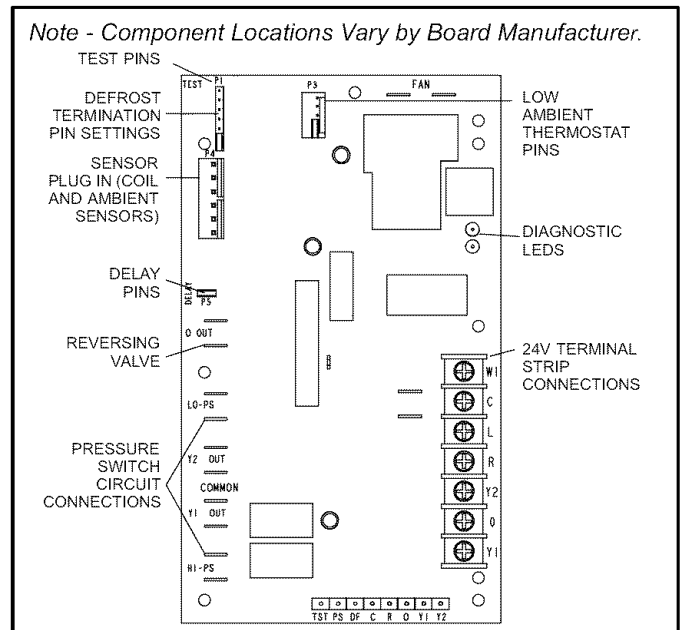 Note - Component Locations Vary by Board Manufacturer.
TEST PINS
TEST P1
P3
FAN
DEFROST
TERMINATION
PIN SETTINGS
LOW
AMBIENT
THERMOSTAT
PINS
P4
SENSOR
PLUG IN (COIL
AND AMBIENT
SENSORS)
DIAGNOSTIC
LEDS
DELAY
PINS
DELAY
P5
O OUT
REVERSING
VALVE
24V TERMINAL
STRIP
CONNECTIONS
W1
C
L
R
Y2
O
Y1
LO-PS
PRESSURE
SWITCH
CIRCUIT
CONNECTIONS
Y2 OUT
COMMON
Y1 OUT
HI-PS
TST PS DF C R O Y1 Y2